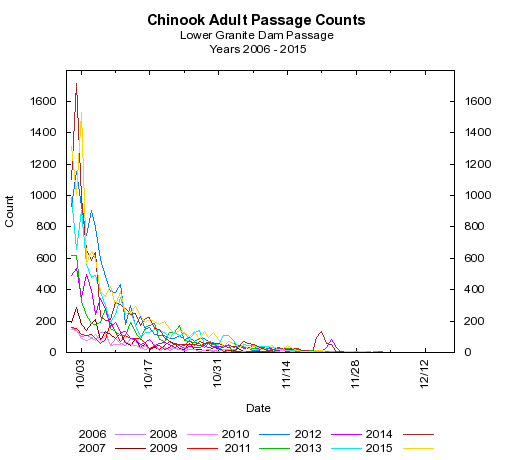 Chinook Adult Passage Counts
Lower Granite Dam Passage
Years 2006 - 2015
1600 1600
1400 1400
1200 1200
1000 1000
800 800
600 600
400 400
200 200
0 0
Count
10/03 10/17 10/31 11/14 11/28 12/12
Date
2006 2008 2010 2012 2014
2007 2009 2011 2013 2015